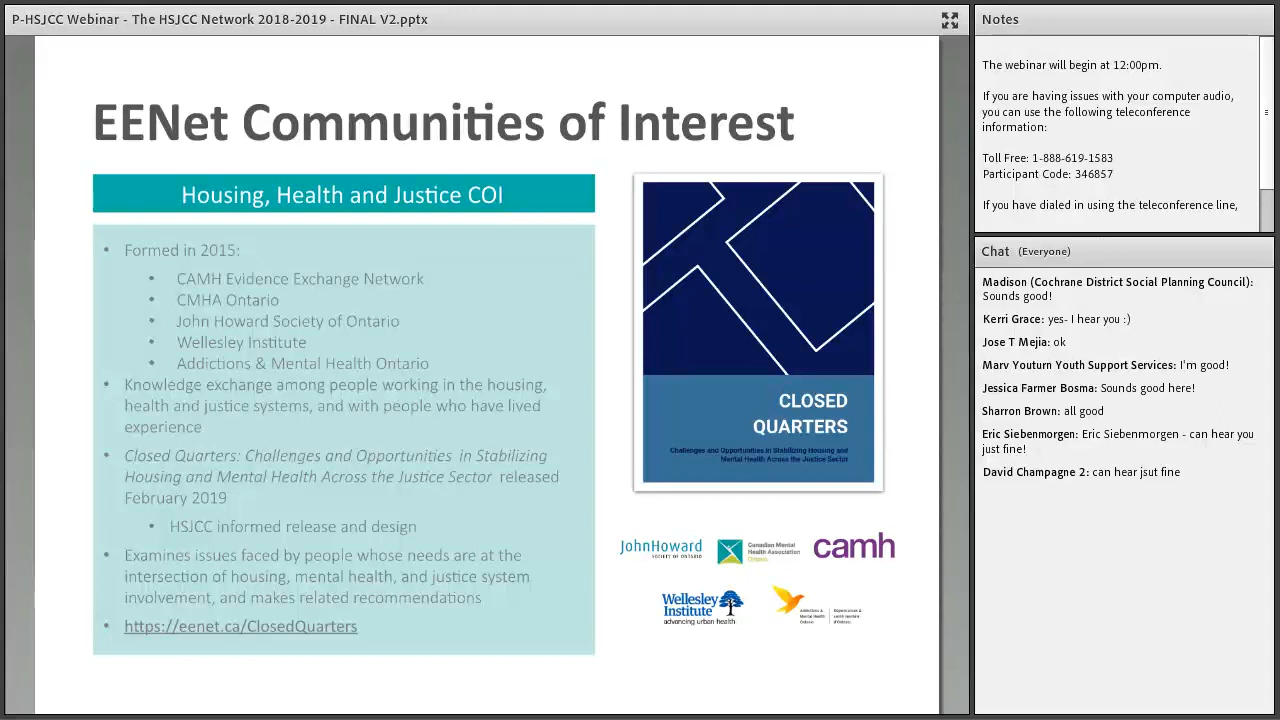 P-HSJCC Webinar - The HSJCC Network 2018-2019 - FINAL V2.pptx
EENet Communities of Interest
Housing, Health and Justice COI
• Formed in 2015:
• CAMH Evidence Exchange Network
• CMHA Ontario
• John Howard Society of Ontario
• Wellesley Institute
• Addictions & Mental Health Ontario
• Knowledge exchange among people working in the housing,
health and justice systems, and with people who have lived
experience
• Closed Quarters: Challenges and Opportunities in Stabilizing
Housing and Mental Health Across the Justice Sector released
February 2019
• HSJCC informed release and design
• Examines issues faced by people whose needs are at the
intersection of housing, mental health, and justice system
involvement, and makes related recommendations
https://eenet.ca/ClosedQuarters
CLOSED
QUARTERS
Challenges and Opportunities in Stabilizing Housing and
Mental Health Across the Justice Sector
JohnHoward
SOCIETY OF ONTARIO
Canadian Mental
Health Association
Ontario
camh
Wellesley
Institute
advancing urban health
Addictions &
Mental Health
Ontario
Notes
The webinar will begin at 12:00pm.
If you are having issues with your computer audio,
you can use the following teleconference
information:
Toll Free: 1-888-619-1583
Participant Code: 346857
If you have dialed in using the teleconference line,
Chat (Everyone)
Madison (Cochrane District Social Planning Council):
Sounds good!
Kerri Grace: yes- I hear you :)
Jose T Mejia: ok
Marv Youturn Youth Support Services: I'm good!
Jessica Farmer Bosma: Sounds good here!
Sharron Brown: all good
Eric Siebenmorgen: Eric Siebenmorgen - can hear you
just fine!
David Champagne 2: can hear jsut fine